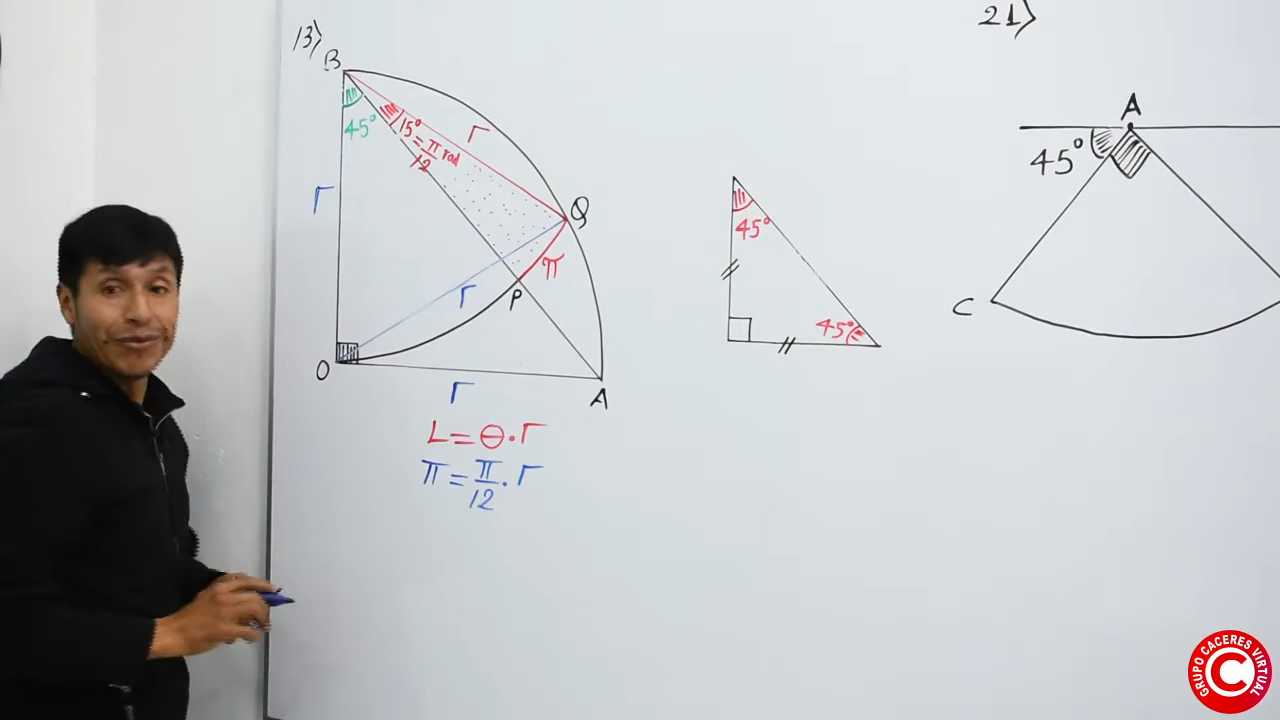 13)
B
45°
15° = π/12 rad
r
r
Q
π
r
P
O
r
A
L = θ · r
π = π/12 · r
45°
45°
21)
A
45°
C
GRUPO CACERES VIRTUAL
C